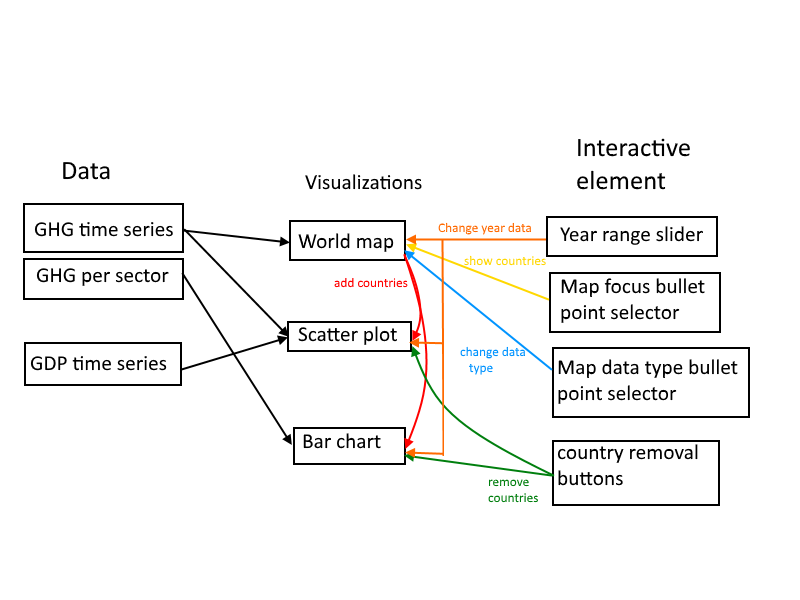 Data
Visualizations
Interactive
element
GHG time series
GHG per sector
GDP time series
World map
Scatter plot
Bar chart
Change year data
show countries
add countries
change data
type
remove
countries
Year range slider
Map focus bullet
point selector
Map data type bullet
point selector
country removal
buttons